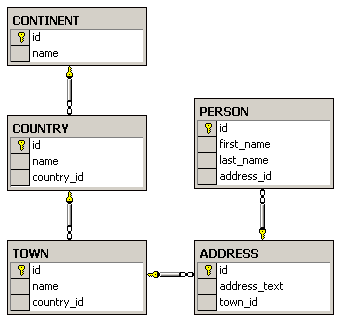 CONTINENT
id
name
COUNTRY
id
name
country_id
PERSON
id
first_name
last_name
address_id
TOWN
id
name
country_id
ADDRESS
id
address_text
town_id